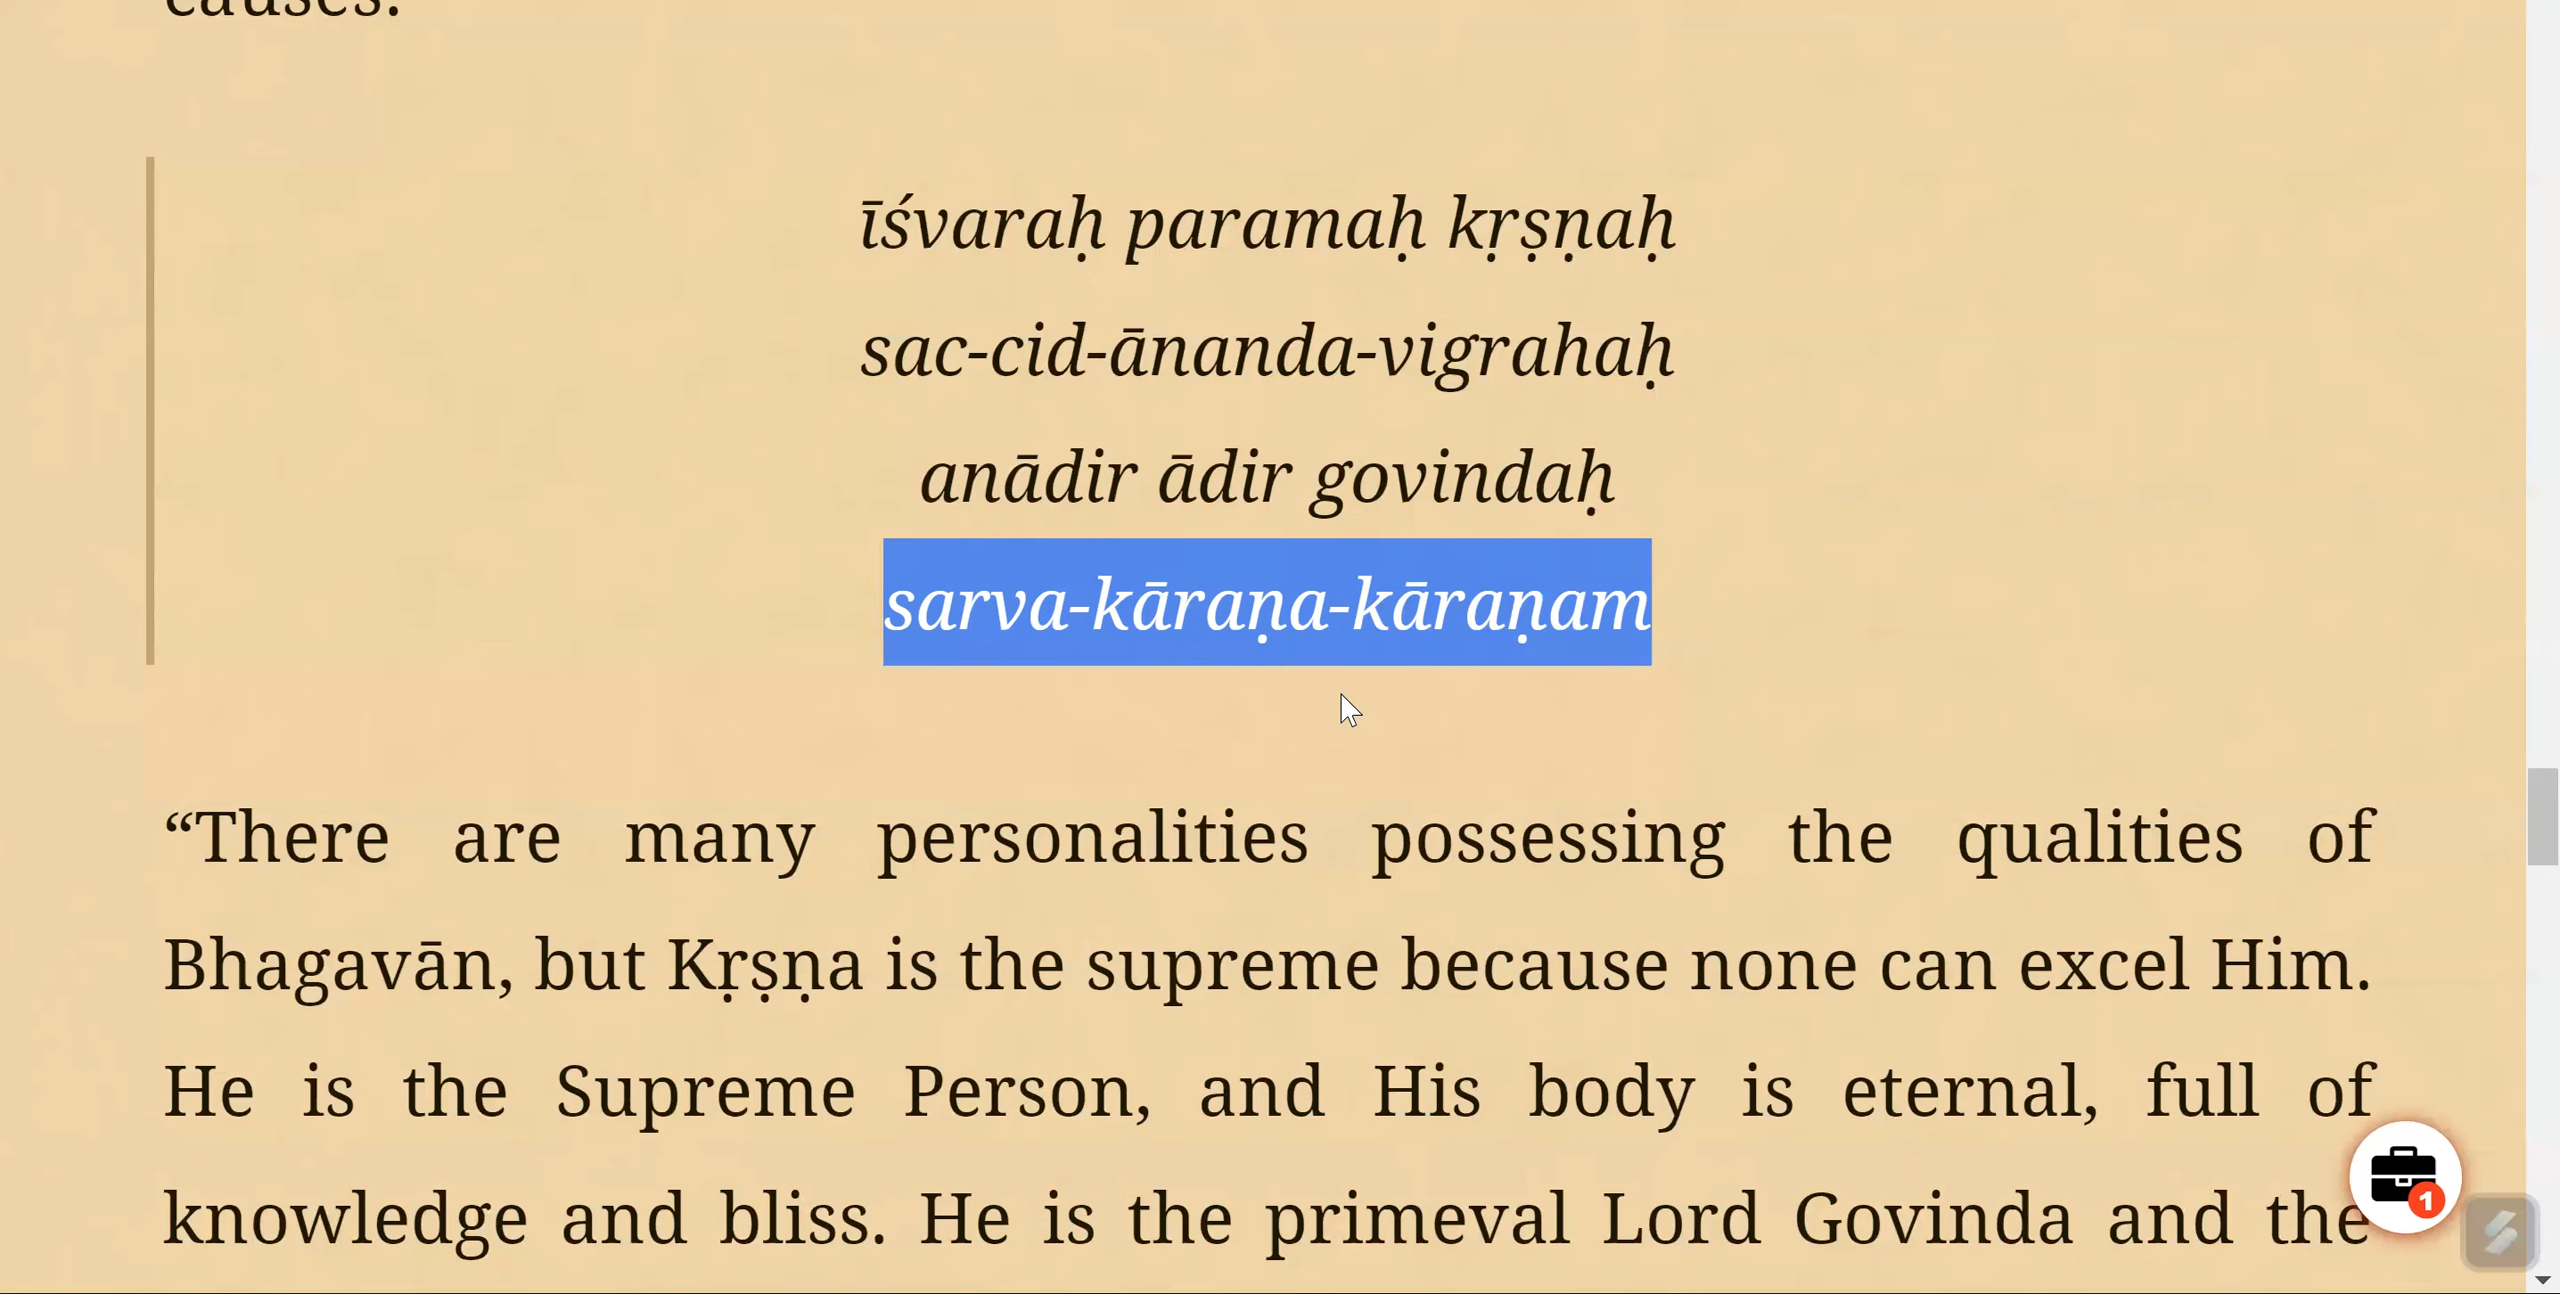 causes.
īśvaraḥ paramaḥ kṛṣṇaḥ
sac-cid-ānanda-vigrahaḥ
anādir ādir govindaḥ
sarva-kāraṇa-kāraṇam
“There are many personalities possessing the qualities of
Bhagavān, but Kṛṣṇa is the supreme because none can excel Him.
He is the Supreme Person, and His body is eternal, full of
knowledge and bliss. He is the primeval Lord Govinda and the
1